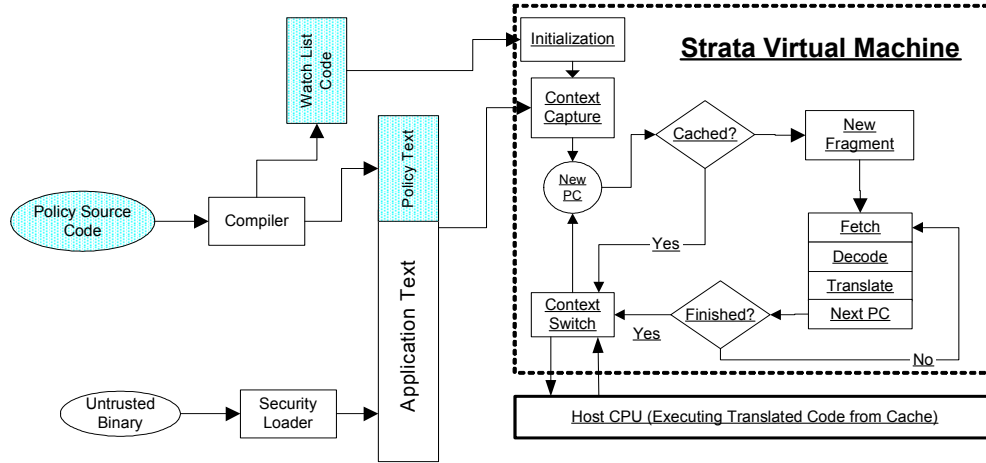 Strata Virtual Machine
Initialization
Watch List
Code
Context
Capture
Cached?
New
Fragment
Policy Text
New
PC
Policy Source
Code
Compiler
Fetch
Yes
Decode
Translate
Next PC
Context
Switch
Finished?
Yes
No
Application Text
Untrusted
Binary
Security
Loader
Host CPU (Executing Translated Code from Cache)